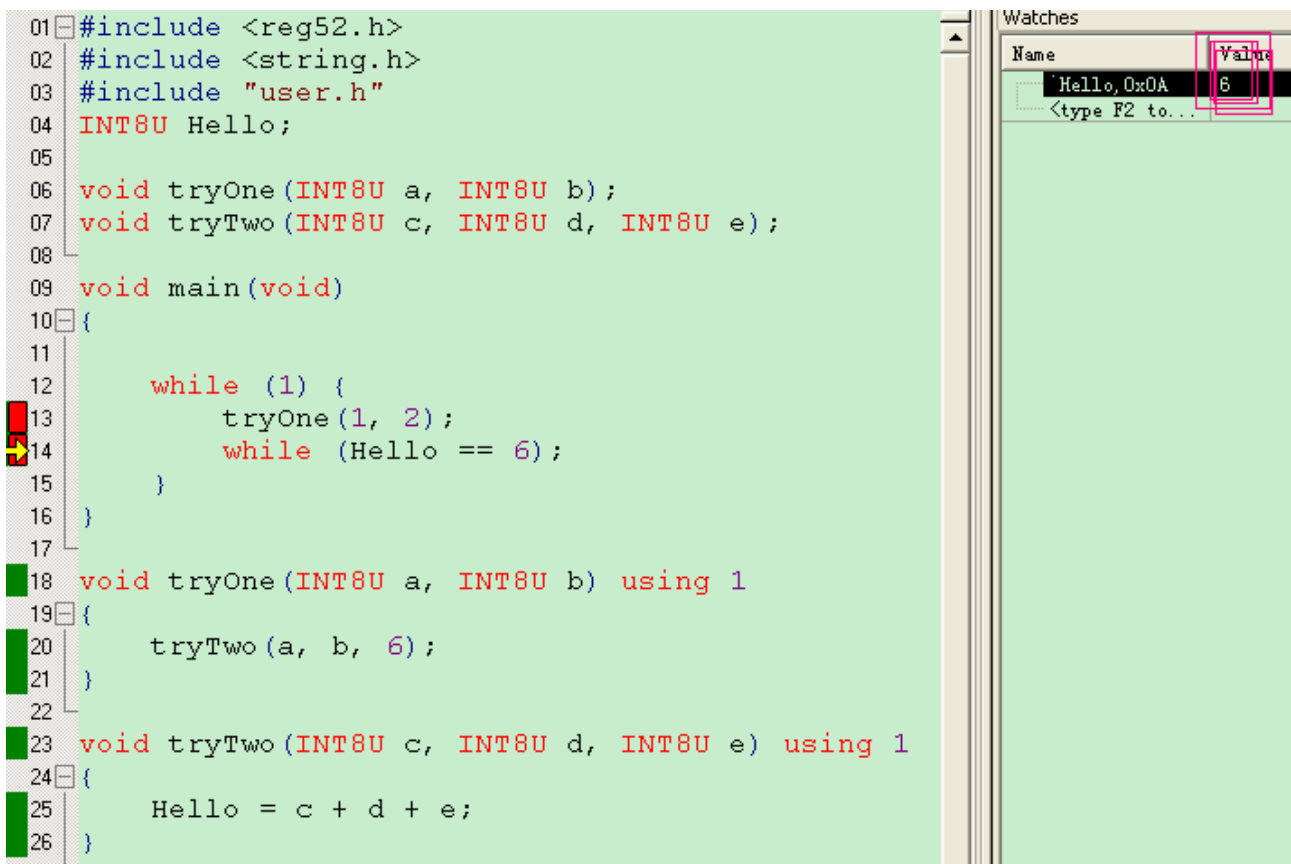 01 #include <reg52.h>
02 #include <string.h>
03 #include "user.h"
04 INT8U Hello;
05
06 void tryOne(INT8U a, INT8U b);
07 void tryTwo(INT8U c, INT8U d, INT8U e);
08
09 void main(void)
10 {
11
12 while (1) {
13 tryOne(1, 2);
14 while (Hello == 6);
15 }
16 }
17
18 void tryOne(INT8U a, INT8U b) using 1
19 {
20 tryTwo(a, b, 6);
21 }
22
23 void tryTwo(INT8U c, INT8U d, INT8U e) using 1
24 {
25 Hello = c + d + e;
26 }
Watches
Name Value
`Hello,0x0A 6
<type F2 to...